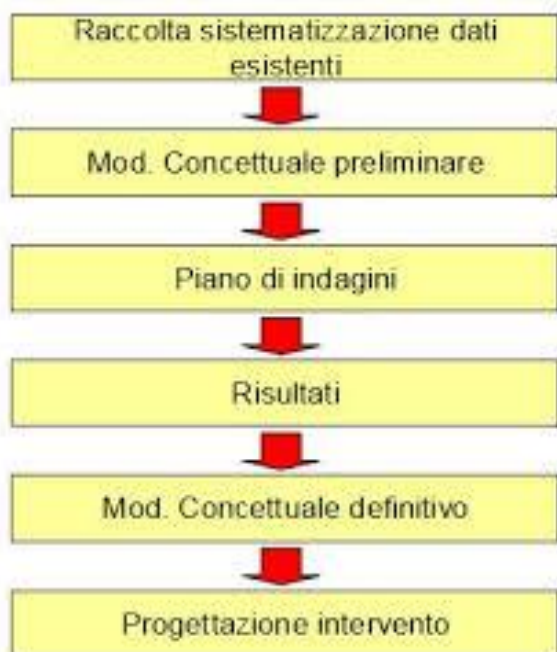 Raccolta sistematizzazione dati
esistenti
Mod. Concettuale preliminare
Piano di indagini
Risultati
Mod. Concettuale definitivo
Progettazione intervento